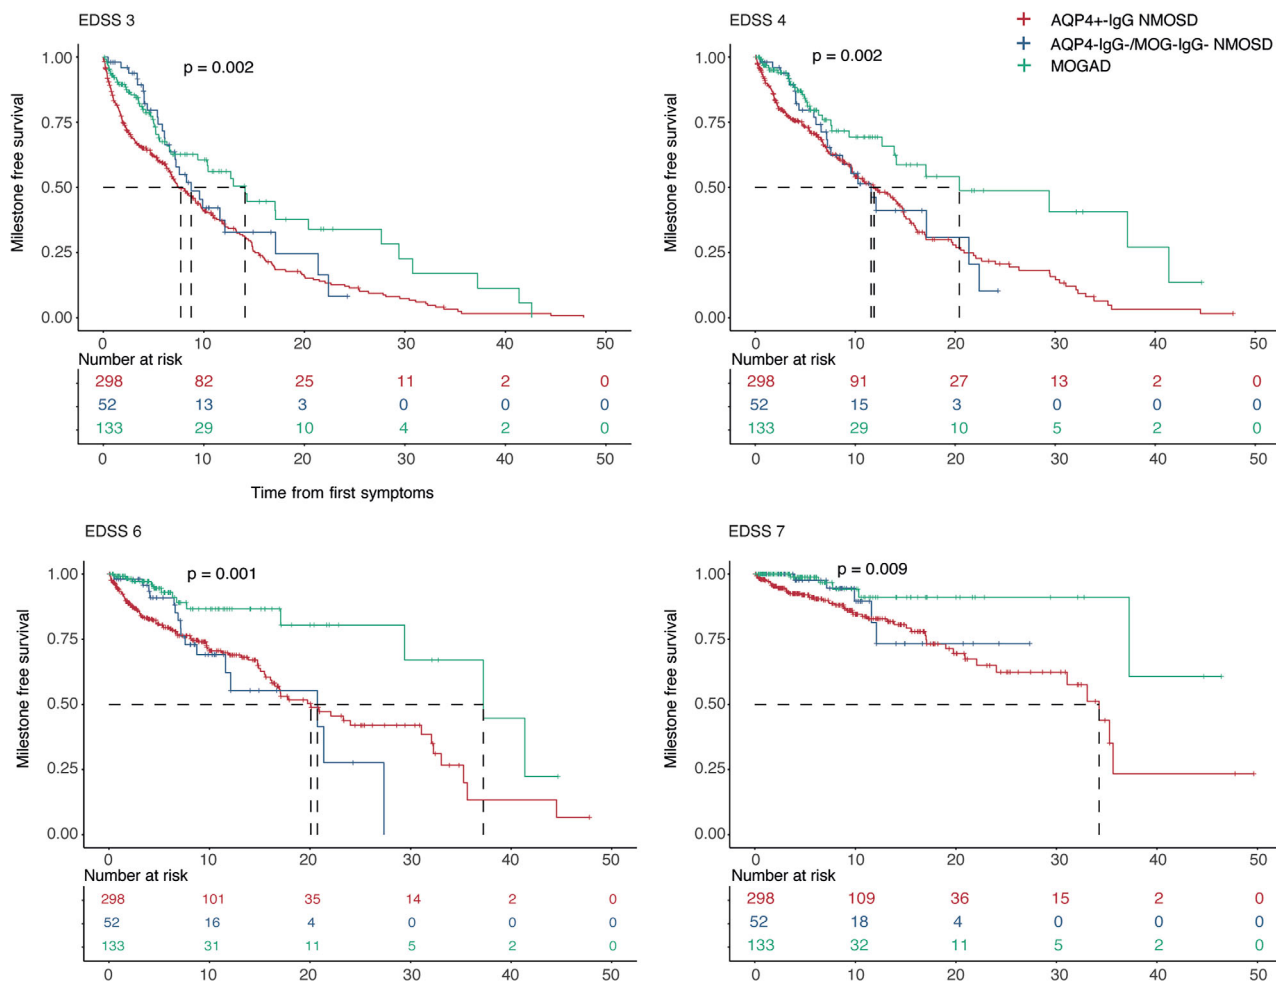 EDSS 3
p = 0.002
Milestone free survival
1.00
0.75
0.50
0.25
0.00
0 10 20 30 40 50
Number at risk
298 82 25 11 2 0
52 13 3 0 0 0
133 29 10 4 2 0
0 10 20 30 40 50
Time from first symptoms
EDSS 4
AQP4+-IgG NMOSD
AQP4-IgG-/MOG-IgG- NMOSD
MOGAD
p = 0.002
Milestone free survival
1.00
0.75
0.50
0.25
0.00
0 10 20 30 40 50
Number at risk
298 91 27 13 2 0
52 15 3 0 0 0
133 29 10 5 2 0
0 10 20 30 40 50
EDSS 6
p = 0.001
Milestone free survival
1.00
0.75
0.50
0.25
0.00
0 10 20 30 40 50
Number at risk
298 101 35 14 2 0
52 16 4 0 0 0
133 31 11 5 2 0
0 10 20 30 40 50
EDSS 7
p = 0.009
Milestone free survival
1.00
0.75
0.50
0.25
0.00
0 10 20 30 40 50
Number at risk
298 109 36 15 2 0
52 18 4 0 0 0
133 32 11 5 2 0
0 10 20 30 40 50